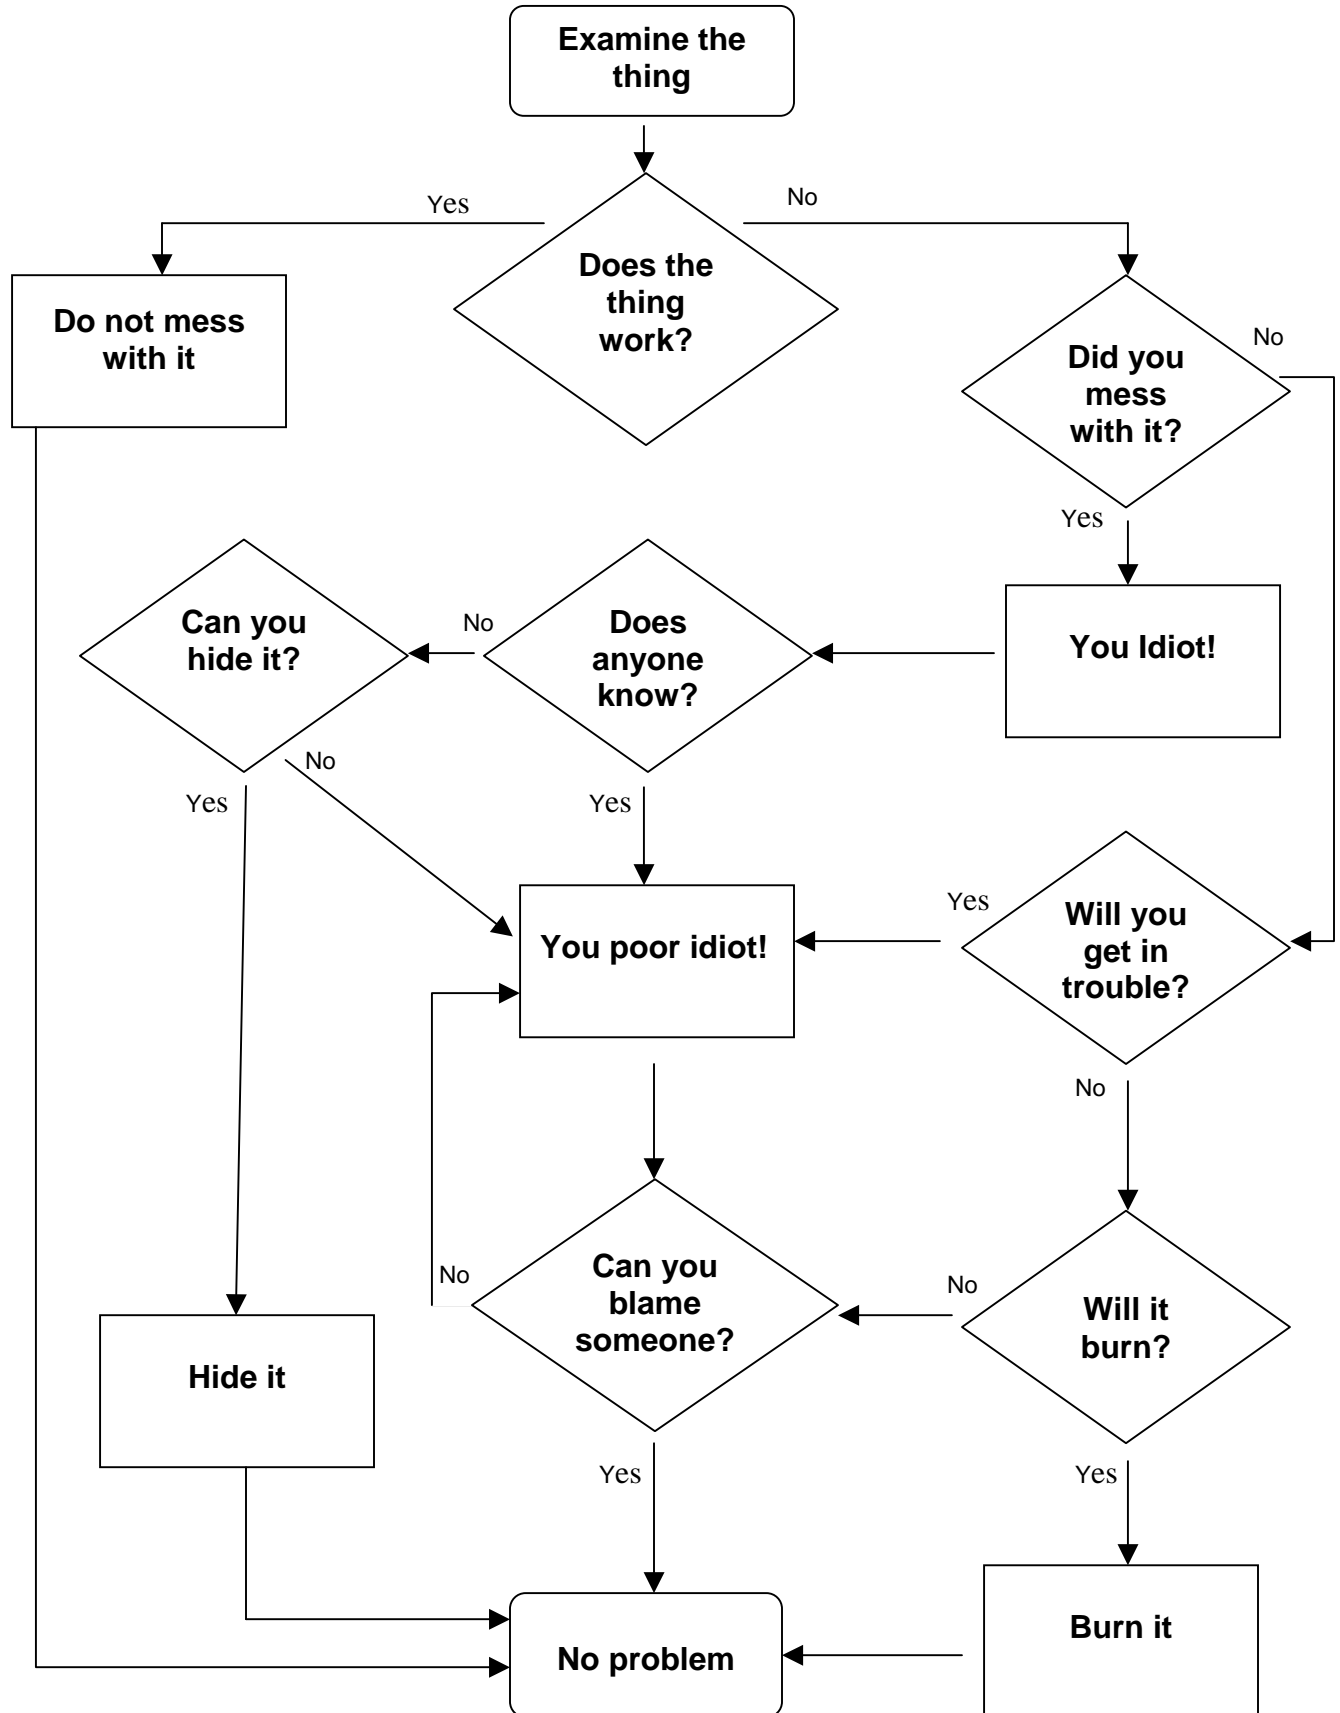 Examine the
thing
Yes
No
Does the
thing
work?
Do not mess
with it
No
Did you
mess
with it?
Yes
Can you
hide it?
No
Does
anyone
know?
You Idiot!
No
Yes
Yes
You poor idiot!
Yes
Will you
get in
trouble?
No
No
Can you
blame
someone?
No
Will it
burn?
Hide it
Yes
Yes
No problem
Burn it